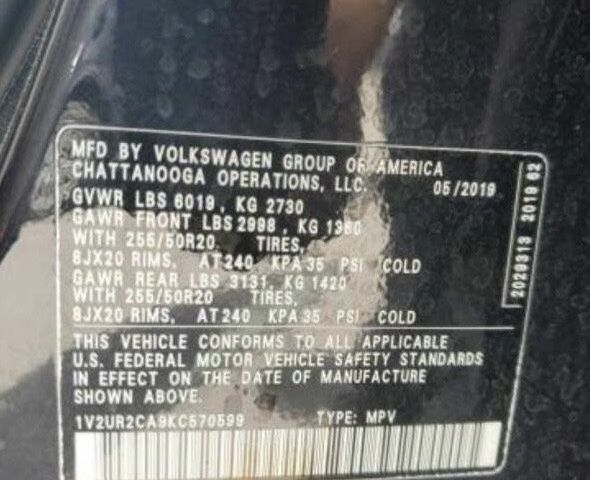 MFD BY VOLKSWAGEN GROUP OF AMERICA
CHATTANOOGA OPERATIONS, LLC. 05/2019
GVWR LBS 6019, KG 2730
GAWR FRONT LBS 2998, KG 1360
WITH 255/50R20 TIRES,
8JX20 RIMS, AT 240 KPA 35 PSI COLD
GAWR REAR LBS 3131, KG 1420
WITH 255/50R20 TIRES,
8JX20 RIMS, AT 240 KPA 35 PSI COLD
THIS VEHICLE CONFORMS TO ALL APPLICABLE
U.S. FEDERAL MOTOR VEHICLE SAFETY STANDARDS
IN EFFECT ON THE DATE OF MANUFACTURE
SHOWN ABOVE.
1V2UR2CA9KC570599 TYPE: MPV
2029313 2019 02